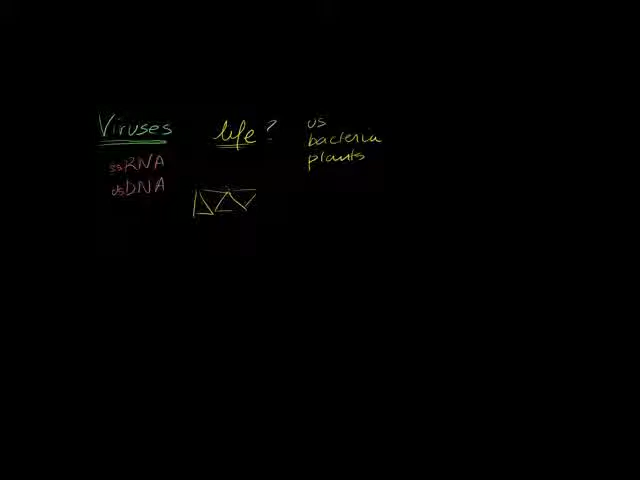 Viruses
life?
us
bacteria
plants
ssRNA
dsDNA